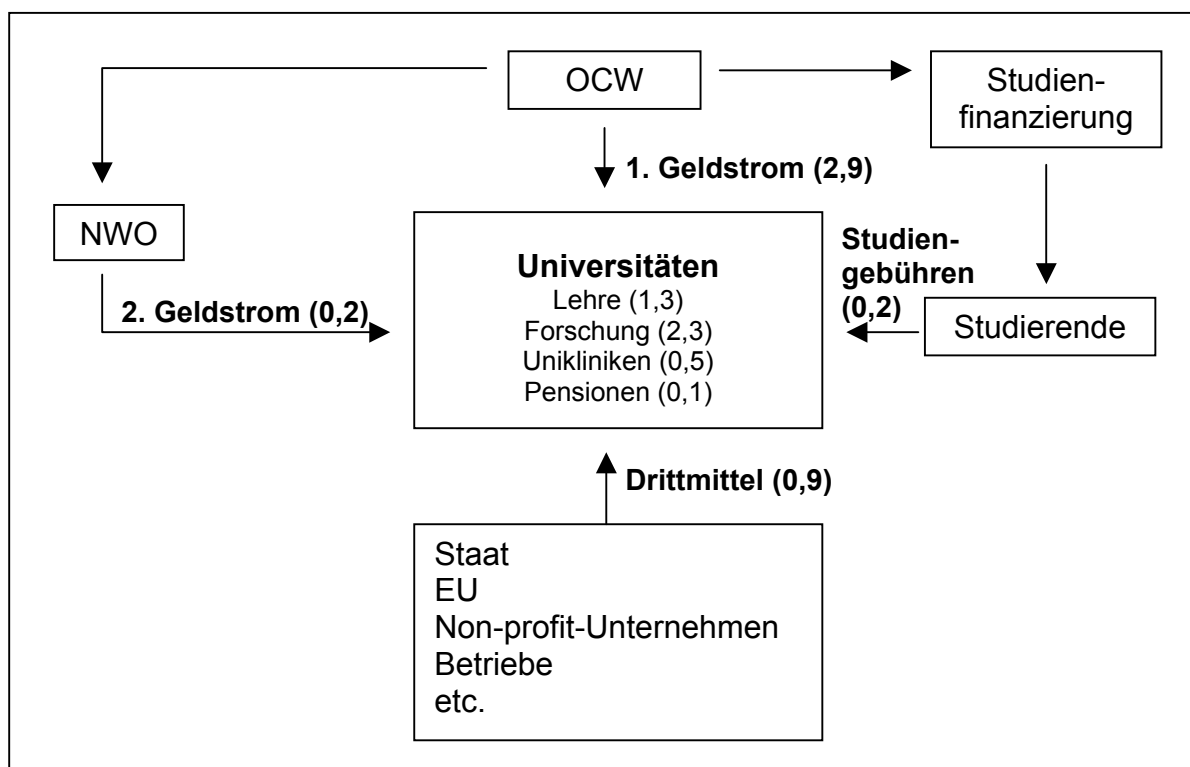 OCW
Studien-
finanzierung
1. Geldstrom (2,9)
NWO
Universitäten
Lehre (1,3)
Forschung (2,3)
Unikliniken (0,5)
Pensionen (0,1)
Studien-
gebühren
(0,2)
2. Geldstrom (0,2)
Studierende
Drittmittel (0,9)
Staat
EU
Non-profit-Unternehmen
Betriebe
etc.